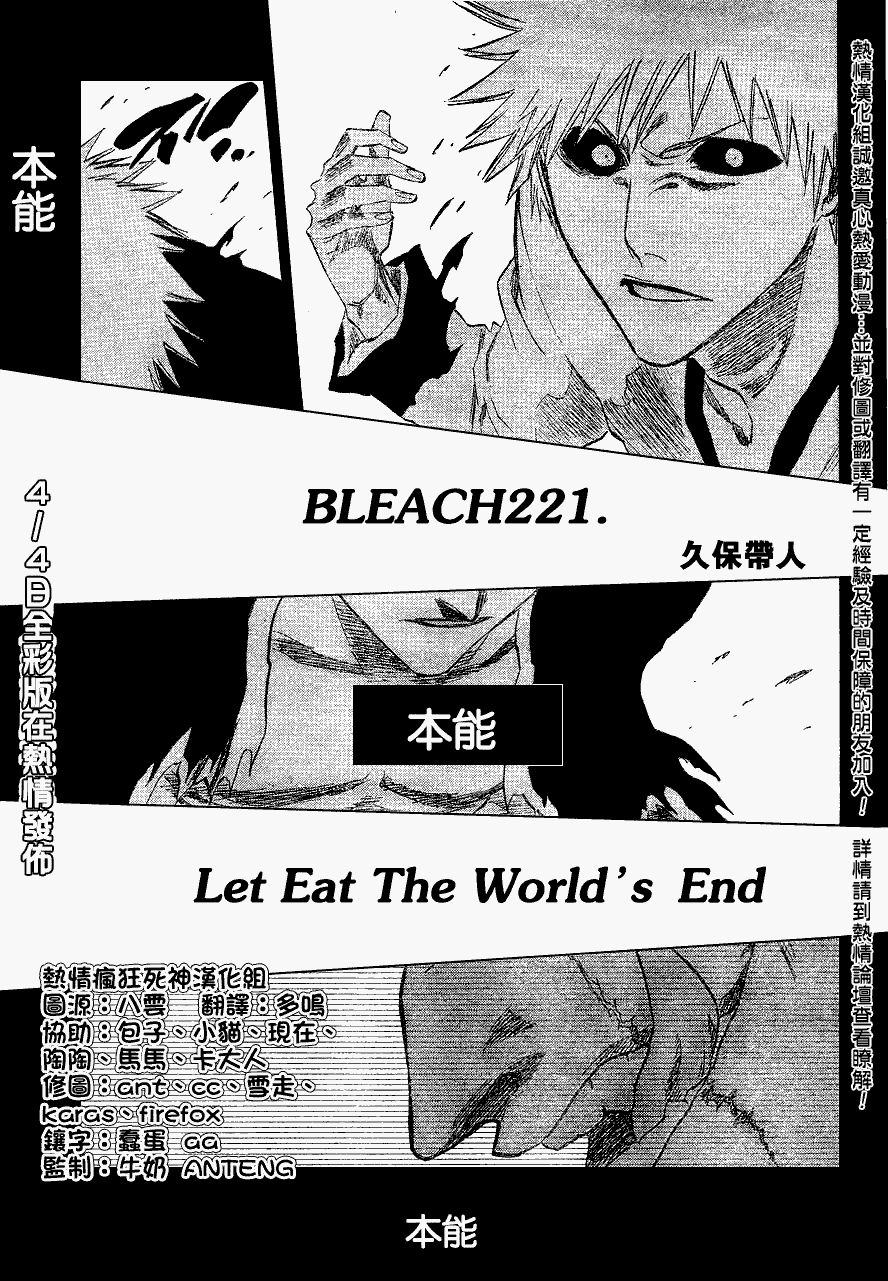 熱情漢化組誠邀真心熱愛動漫…並對修圖或翻譯有一定經驗及時間保障的朋友加入！
詳情請到熱情論壇查看瞭解！
本能
BLEACH221.
久保帶人
4/4日全彩版在熱情發佈
本能
Let Eat The World's End
熱情瘋狂死神漢化組
圖源：八雲 翻譯：多鳴
協助：包子、小貓、現在、
陶陶、馬馬、卡大人
修圖：ant、cc、雪走、
karas、firefox
鑲字：蠢蛋 aa
監制：牛奶 ANTENG
本能